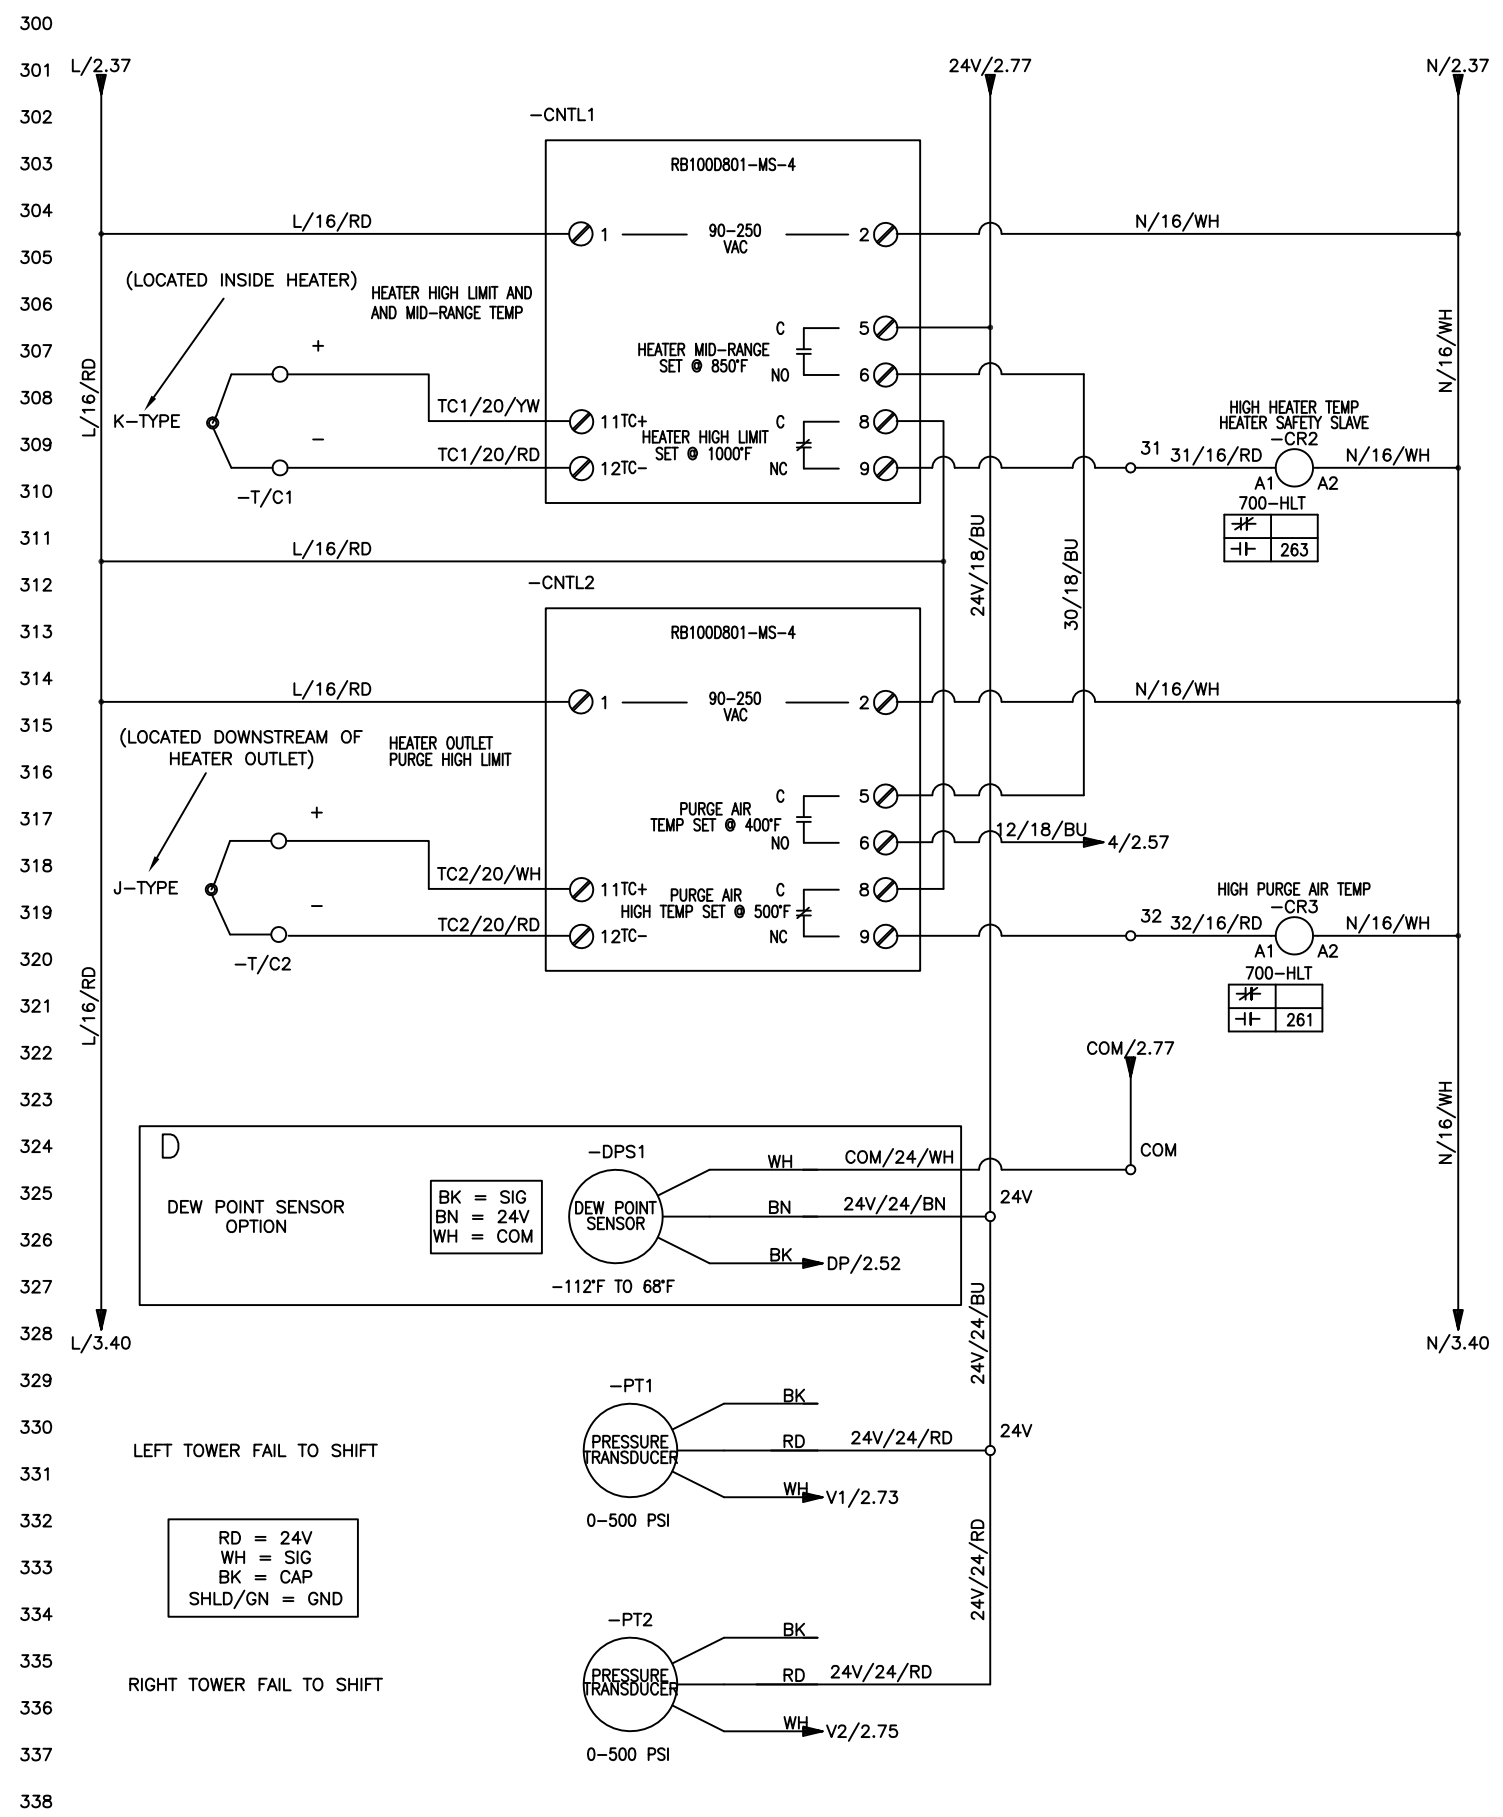 300
301
L/2.37
24V/2.77
N/2.37
302
-CNTL1
303
RB100D801-MS-4
304
L/16/RD
1
90-250
VAC
2
N/16/WH
305
(LOCATED INSIDE HEATER)
306
HEATER HIGH LIMIT AND
AND MID-RANGE TEMP
C
5
307
+
HEATER MID-RANGE
SET @ 850°F
NO
6
L/16/RD
N/16/WH
308
K-TYPE
TC1/20/YW
11TC+
C
8
HIGH HEATER TEMP
HEATER SAFETY SLAVE
-CR2
309
-
TC1/20/RD
12TC-
HEATER HIGH LIMIT
SET @ 1000°F
NC
9
31
31/16/RD
N/16/WH
A1
A2
310
-T/C1
700-HLT
311
L/16/RD
263
24V/18/BU
30/18/BU
312
-CNTL2
313
RB100D801-MS-4
314
L/16/RD
1
90-250
VAC
2
N/16/WH
315
(LOCATED DOWNSTREAM OF
HEATER OUTLET)
HEATER OUTLET
PURGE HIGH LIMIT
316
C
5
317
+
PURGE AIR
TEMP SET @ 400°F
NO
6
12/18/BU
4/2.57
318
J-TYPE
TC2/20/WH
11TC+
C
8
HIGH PURGE AIR TEMP
-CR3
319
-
TC2/20/RD
12TC-
PURGE AIR
HIGH TEMP SET @ 500°F
NC
9
32
32/16/RD
N/16/WH
A1
A2
320
-T/C2
700-HLT
321
L/16/RD
261
322
COM/2.77
323
N/16/WH
324
D
-DPS1
WH
COM/24/WH
COM
325
DEW POINT SENSOR
OPTION
BK = SIG
BN = 24V
WH = COM
DEW POINT
SENSOR
BN
24V/24/BN
24V
326
BK
DP/2.52
327
-112°F TO 68°F
24V/24/BU
328
L/3.40
N/3.40
329
-PT1
BK
330
LEFT TOWER FAIL TO SHIFT
PRESSURE
TRANSDUCER
RD
24V/24/RD
24V
331
WH
V1/2.73
332
0-500 PSI
RD = 24V
WH = SIG
BK = CAP
SHLD/GN = GND
333
24V/24/RD
334
-PT2
BK
335
RIGHT TOWER FAIL TO SHIFT
PRESSURE
TRANSDUCER
RD
24V/24/RD
336
WH
V2/2.75
337
0-500 PSI
338